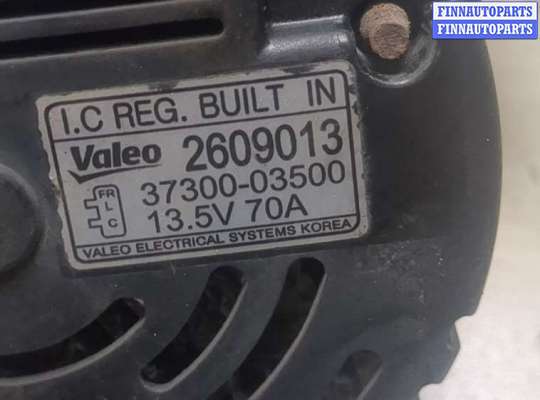 FINNAUTOPARTS
FINNAUTOPARTS
I.C REG. BUILT IN
Valeo 2609013
FR
L
C
37300-03500
13.5V 70A
VALEO ELECTRICAL SYSTEMS KOREA